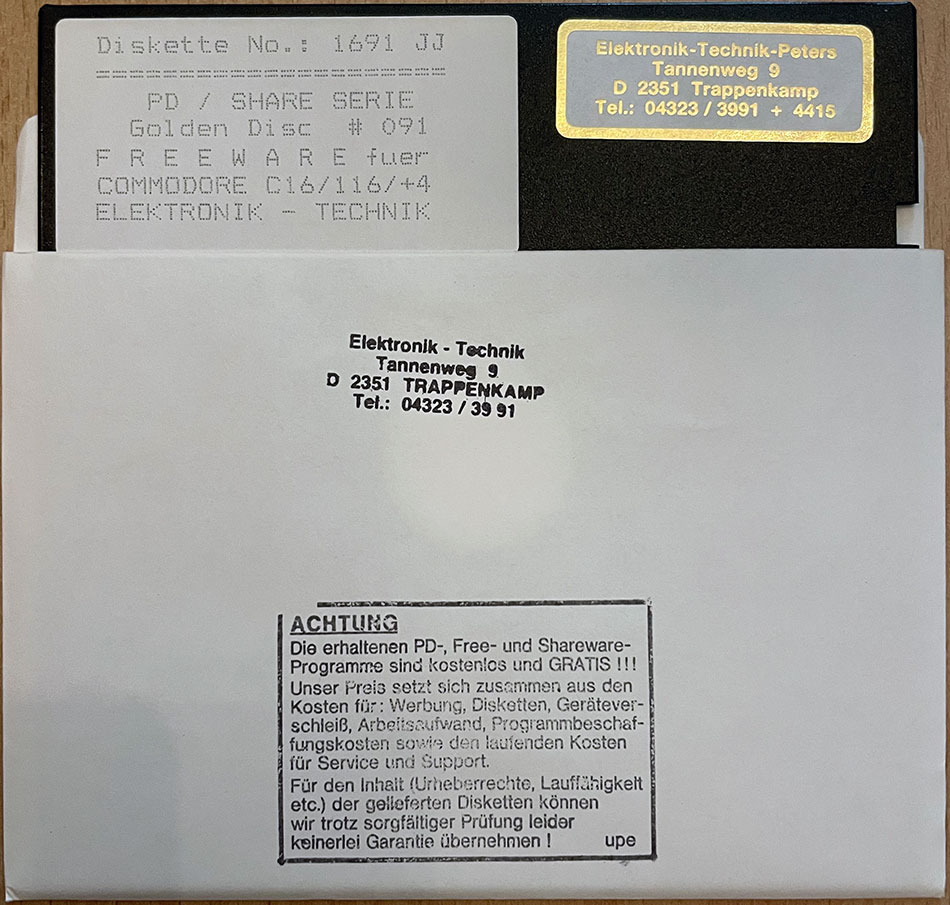 Diskette No.: 1691 JJ
=====================
PD / SHARE SERIE
Golden Disc # 091
F R E E W A R E fuer
COMMODORE C16/116/+4
ELEKTRONIK - TECHNIK
Elektronik-Technik-Peters
Tannenweg 9
D 2351 Trappenkamp
Tel.: 04323 / 3991 + 4415
Elektronik - Technik
Tannenweg 9
D 2351 TRAPPENKAMP
Tel.: 04323 / 39 91
ACHTUNG
Die erhaltenen PD-, Free- und Shareware-
Programme sind kostenlos und GRATIS !!!
Unser Preis setzt sich zusammen aus den
Kosten für: Werbung, Disketten, Gerätever-
schleiß, Arbeitsaufwand, Programmbeschaf-
fungskosten sowie den laufenden Kosten
für Service und Support.
Für den Inhalt (Urheberrechte, Lauffähigkeit
etc.) der gelieferten Disketten können
wir trotz sorgfältiger Prüfung leider
keinerlei Garantie übernehmen ! upe